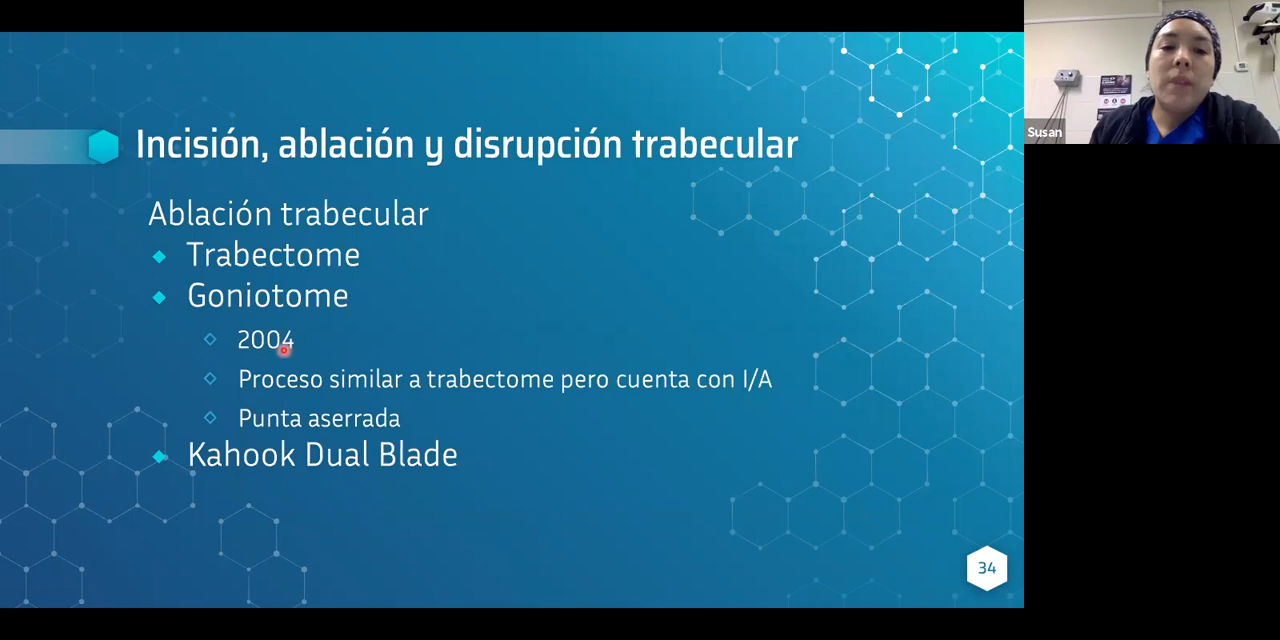 Incisión, ablación y disrupción trabecular
Ablación trabecular
Trabectome
Goniotome
2004
Proceso similar a trabectome pero cuenta con I/A
Punta aserrada
Kahook Dual Blade
34
Susan